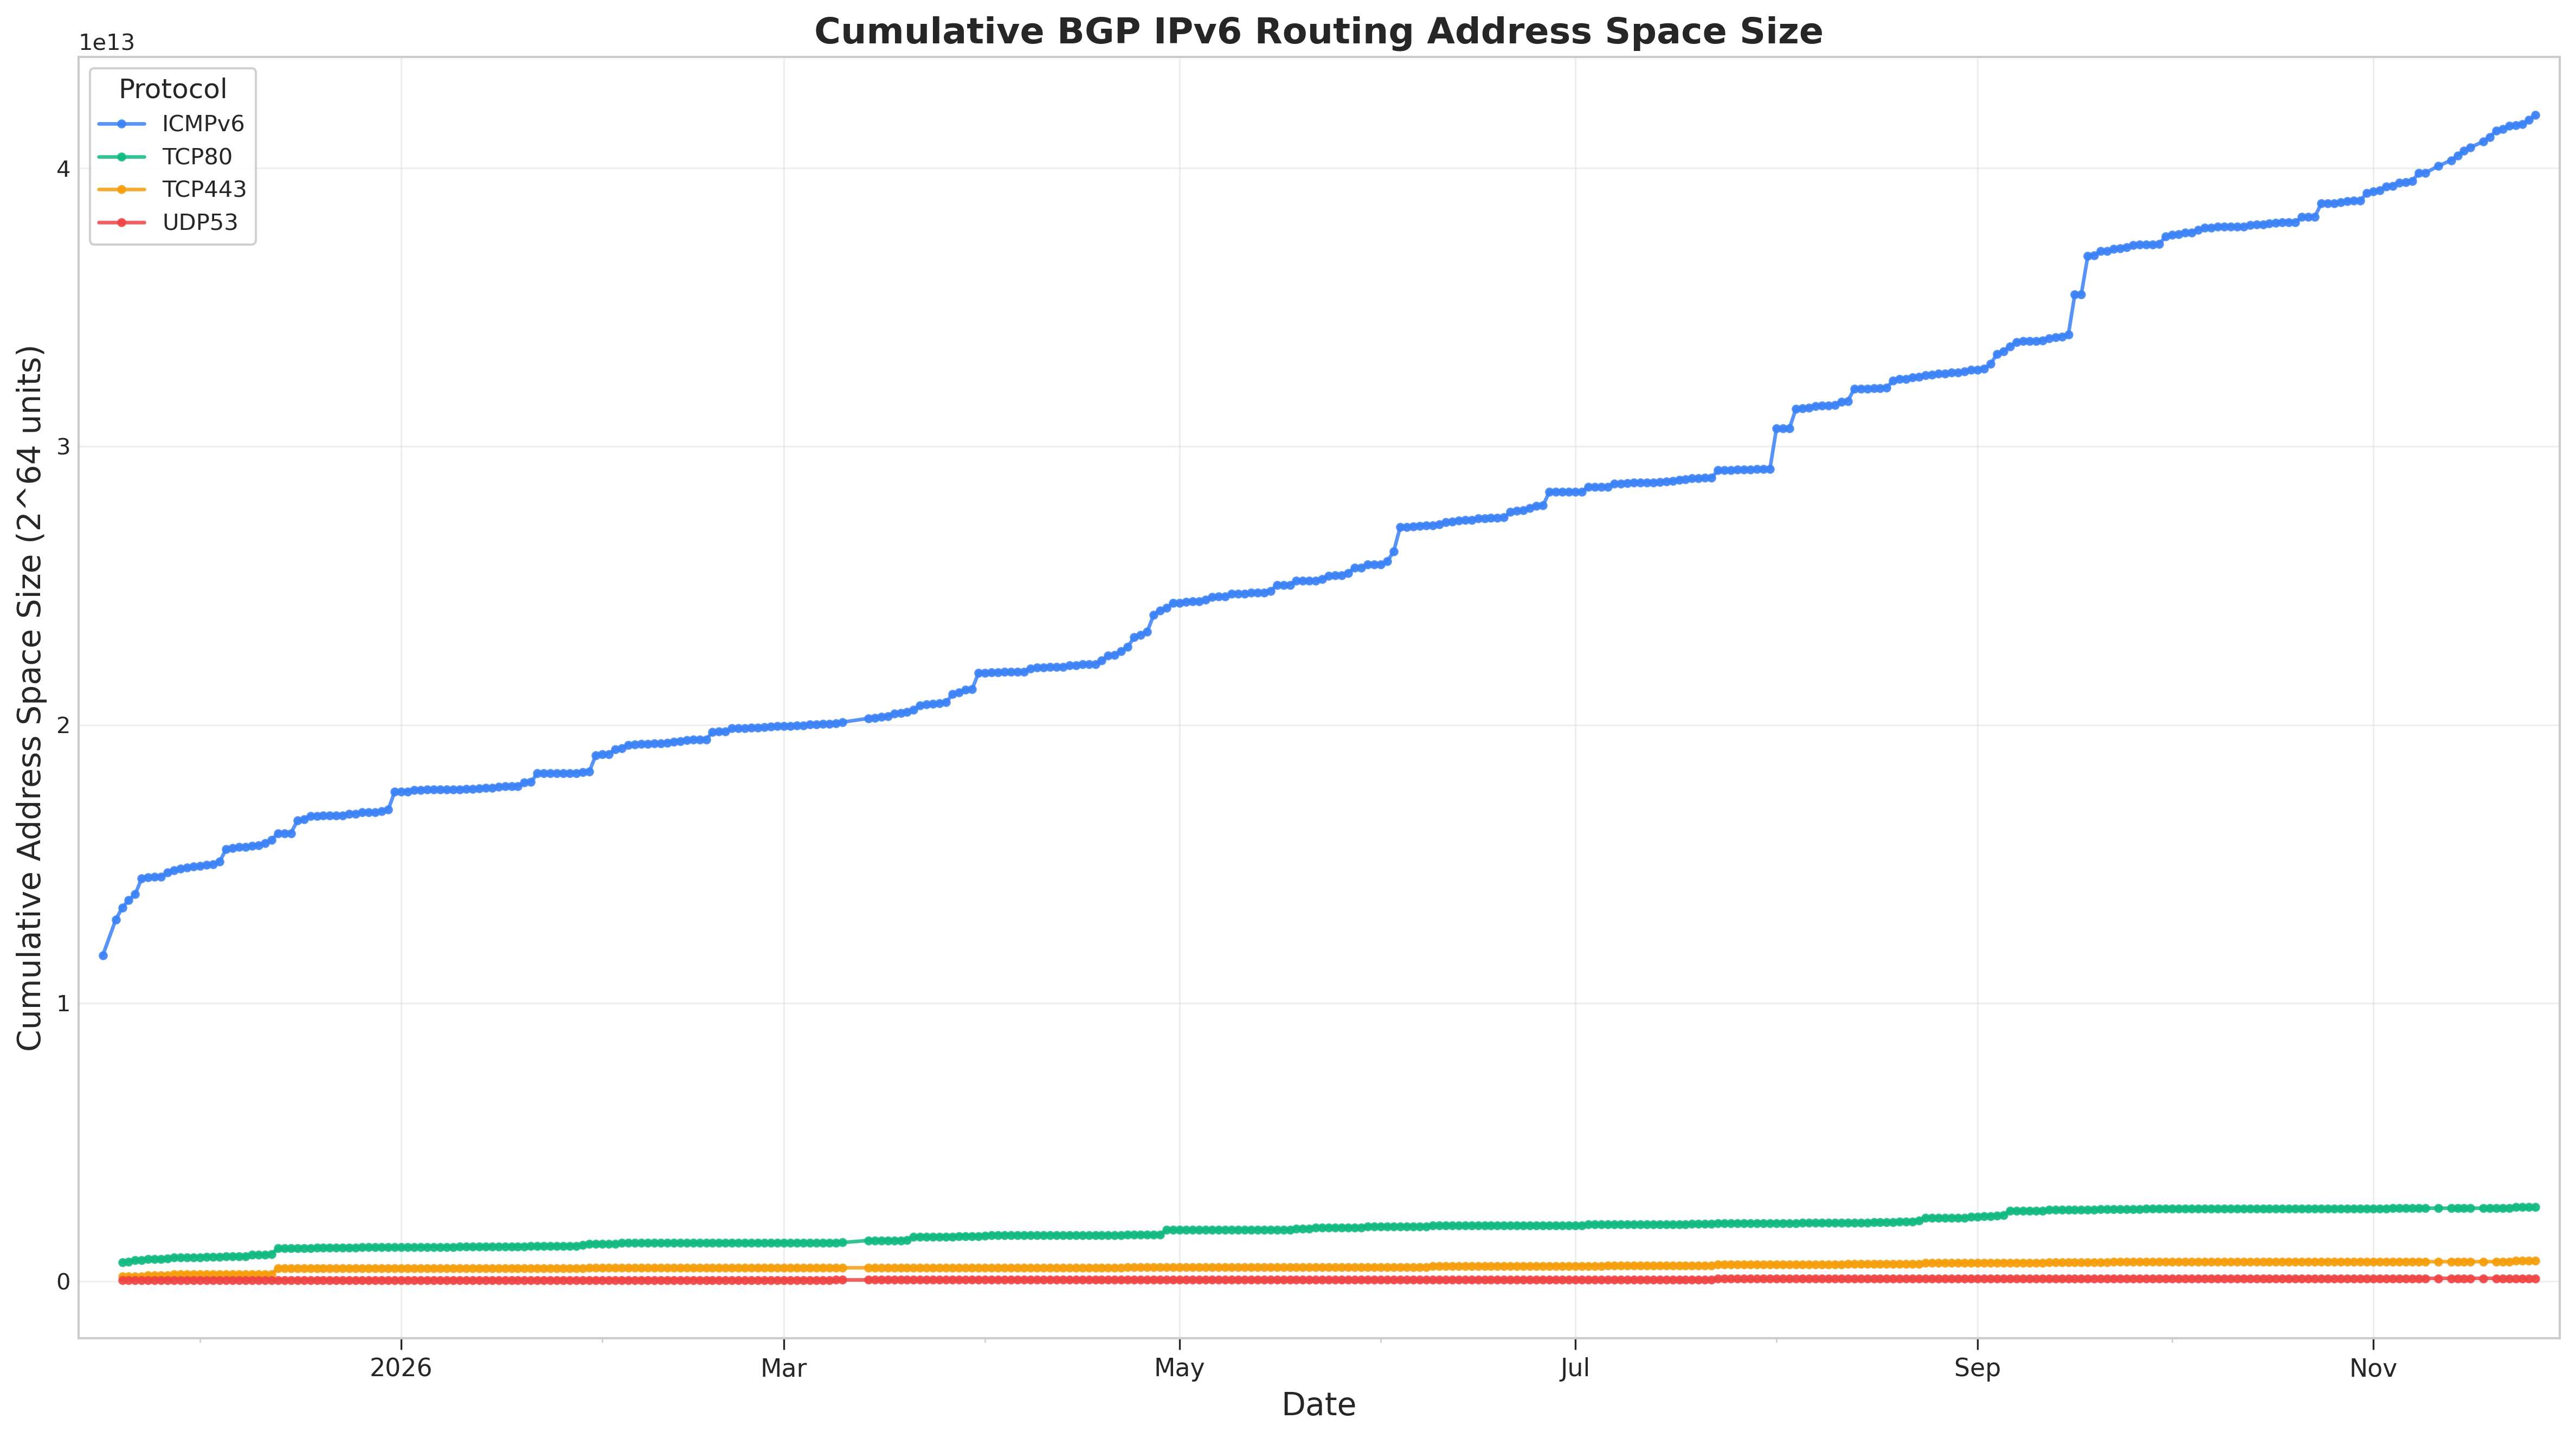 Cumulative BGP IPv6 Routing Address Space Size
1e13
Protocol
ICMPv6
TCP80
TCP443
UDP53
Cumulative Address Space Size (2^64 units)
4
3
2
1
0
2026
Mar
May
Jul
Sep
Nov
Date